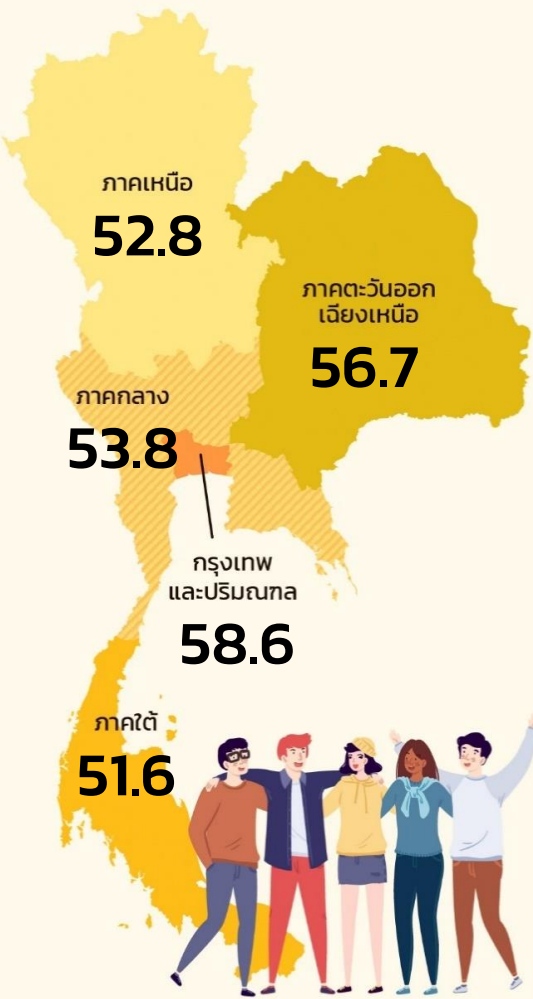 ภาคเหนือ
52.8
ภาคตะวันออก
เฉียงเหนือ
56.7
ภาคกลาง
53.8
กรุงเทพ
และปริมณฑล
58.6
ภาคใต้
51.6